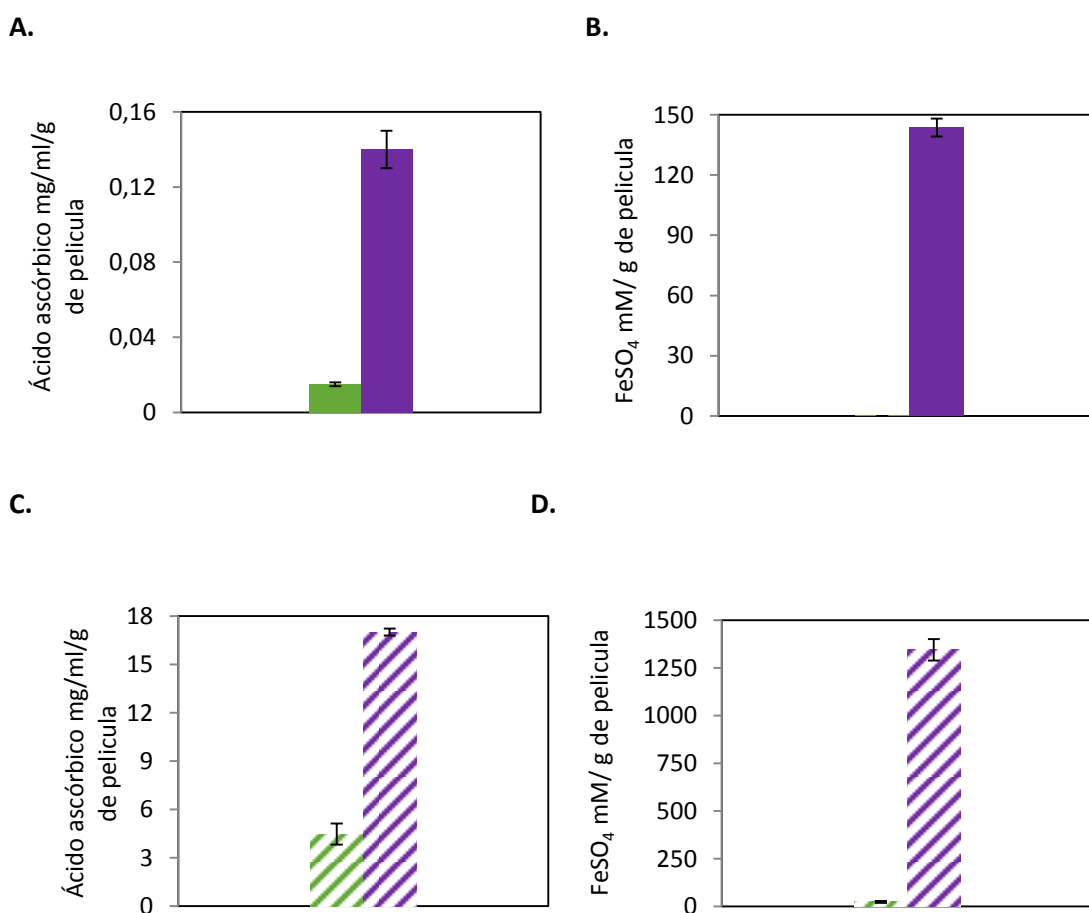 A.
B.
Ácido ascórbico mg/ml/g
de pelicula
0,16
0,12
0,08
0,04
0
FeSO₄ mM/ g de pelicula
150
120
90
60
30
0
C.
D.
Ácido ascórbico mg/ml/g
de pelicula
18
15
12
9
6
3
0
FeSO₄ mM/ g de pelicula
1500
1250
1000
750
500
250
0